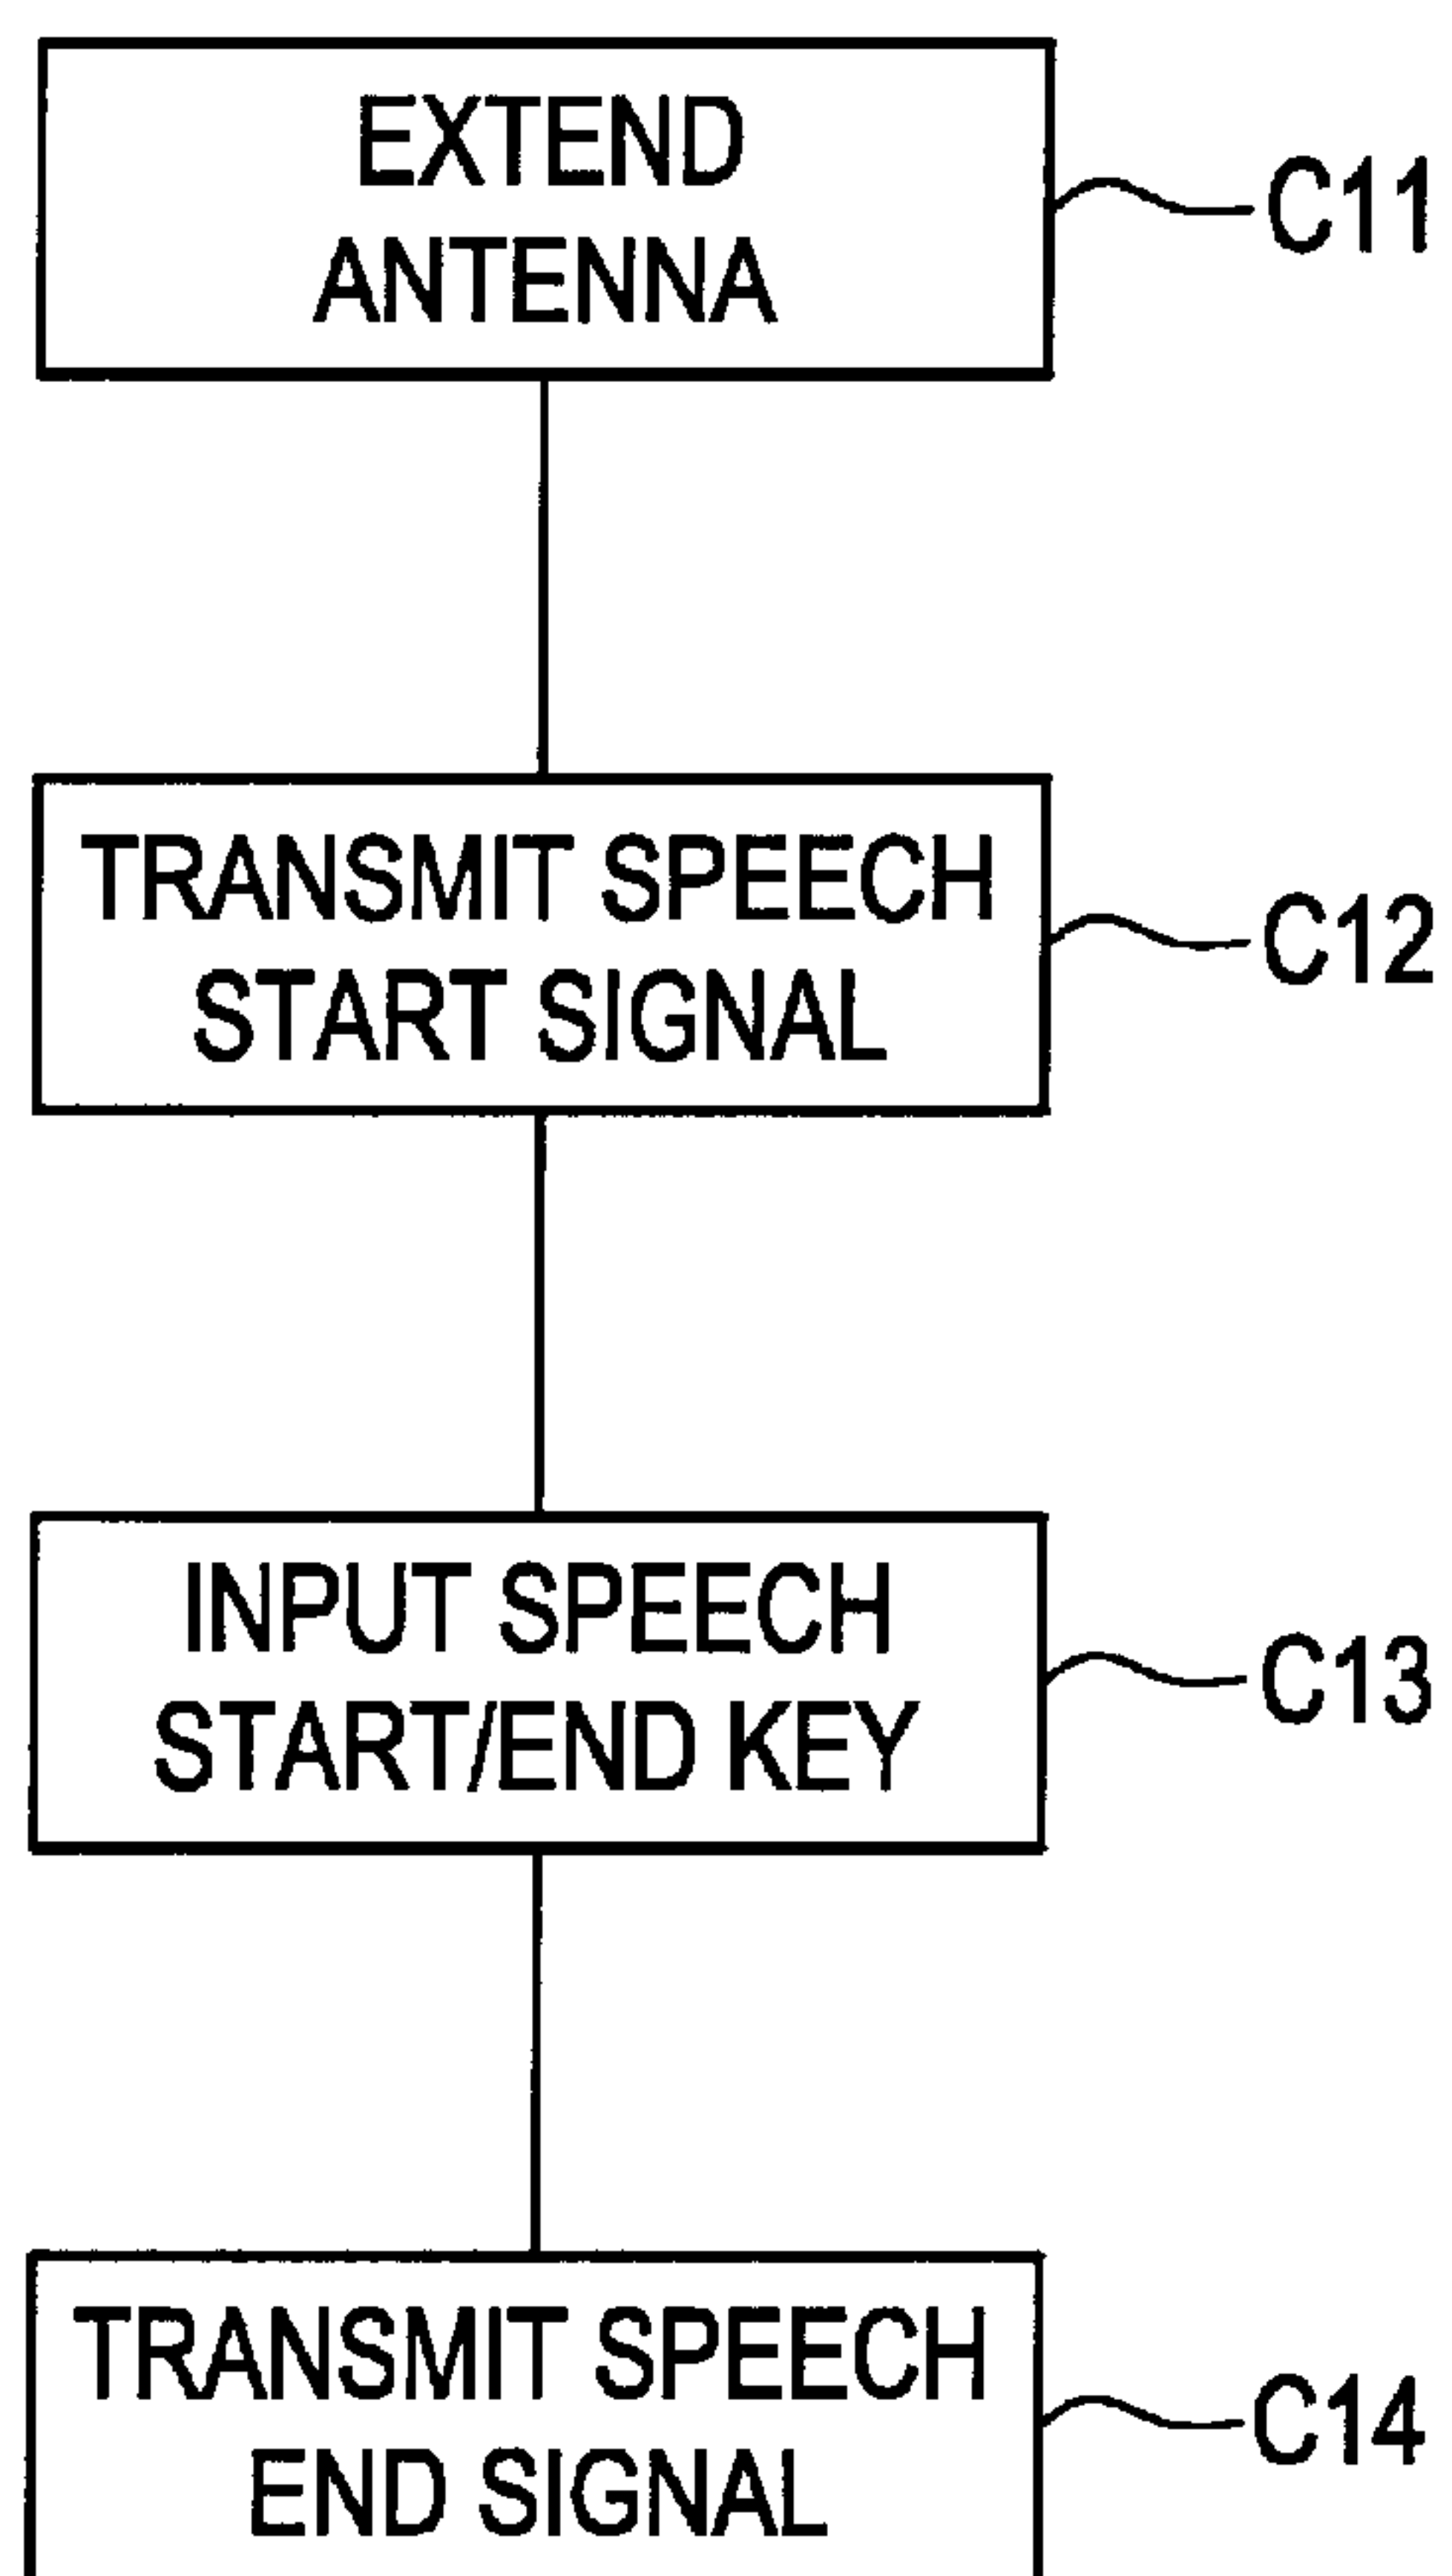 EXTEND
ANTENNA
C11
TRANSMIT SPEECH
START SIGNAL
C12
INPUT SPEECH
START/END KEY
C13
TRANSMIT SPEECH
END SIGNAL
C14